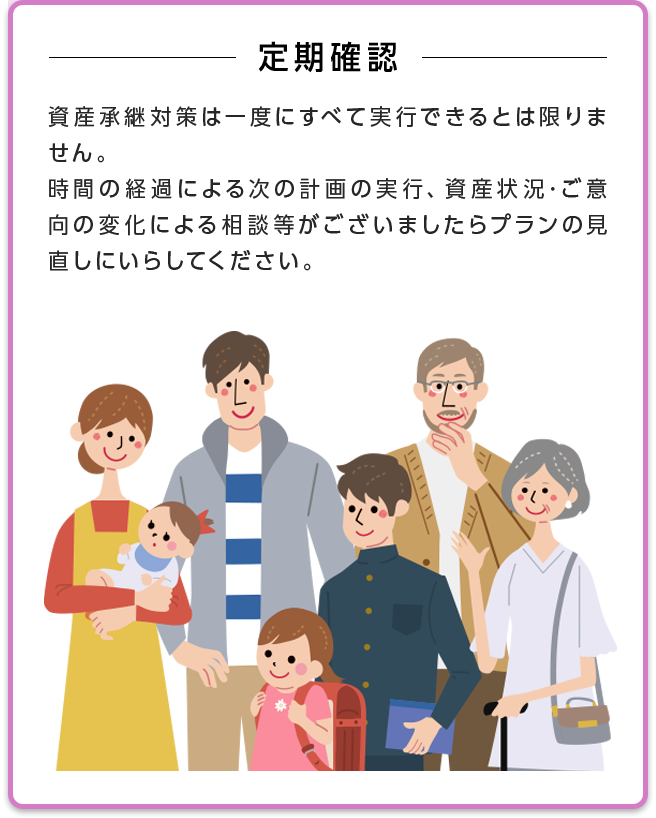 定期確認
資産承継対策は一度にすべて実行できるとは限りま
せん。
時間の経過による次の計画の実行、資産状況・ご意
向の変化による相談等がございましたらプランの見
直しにいらしてください。